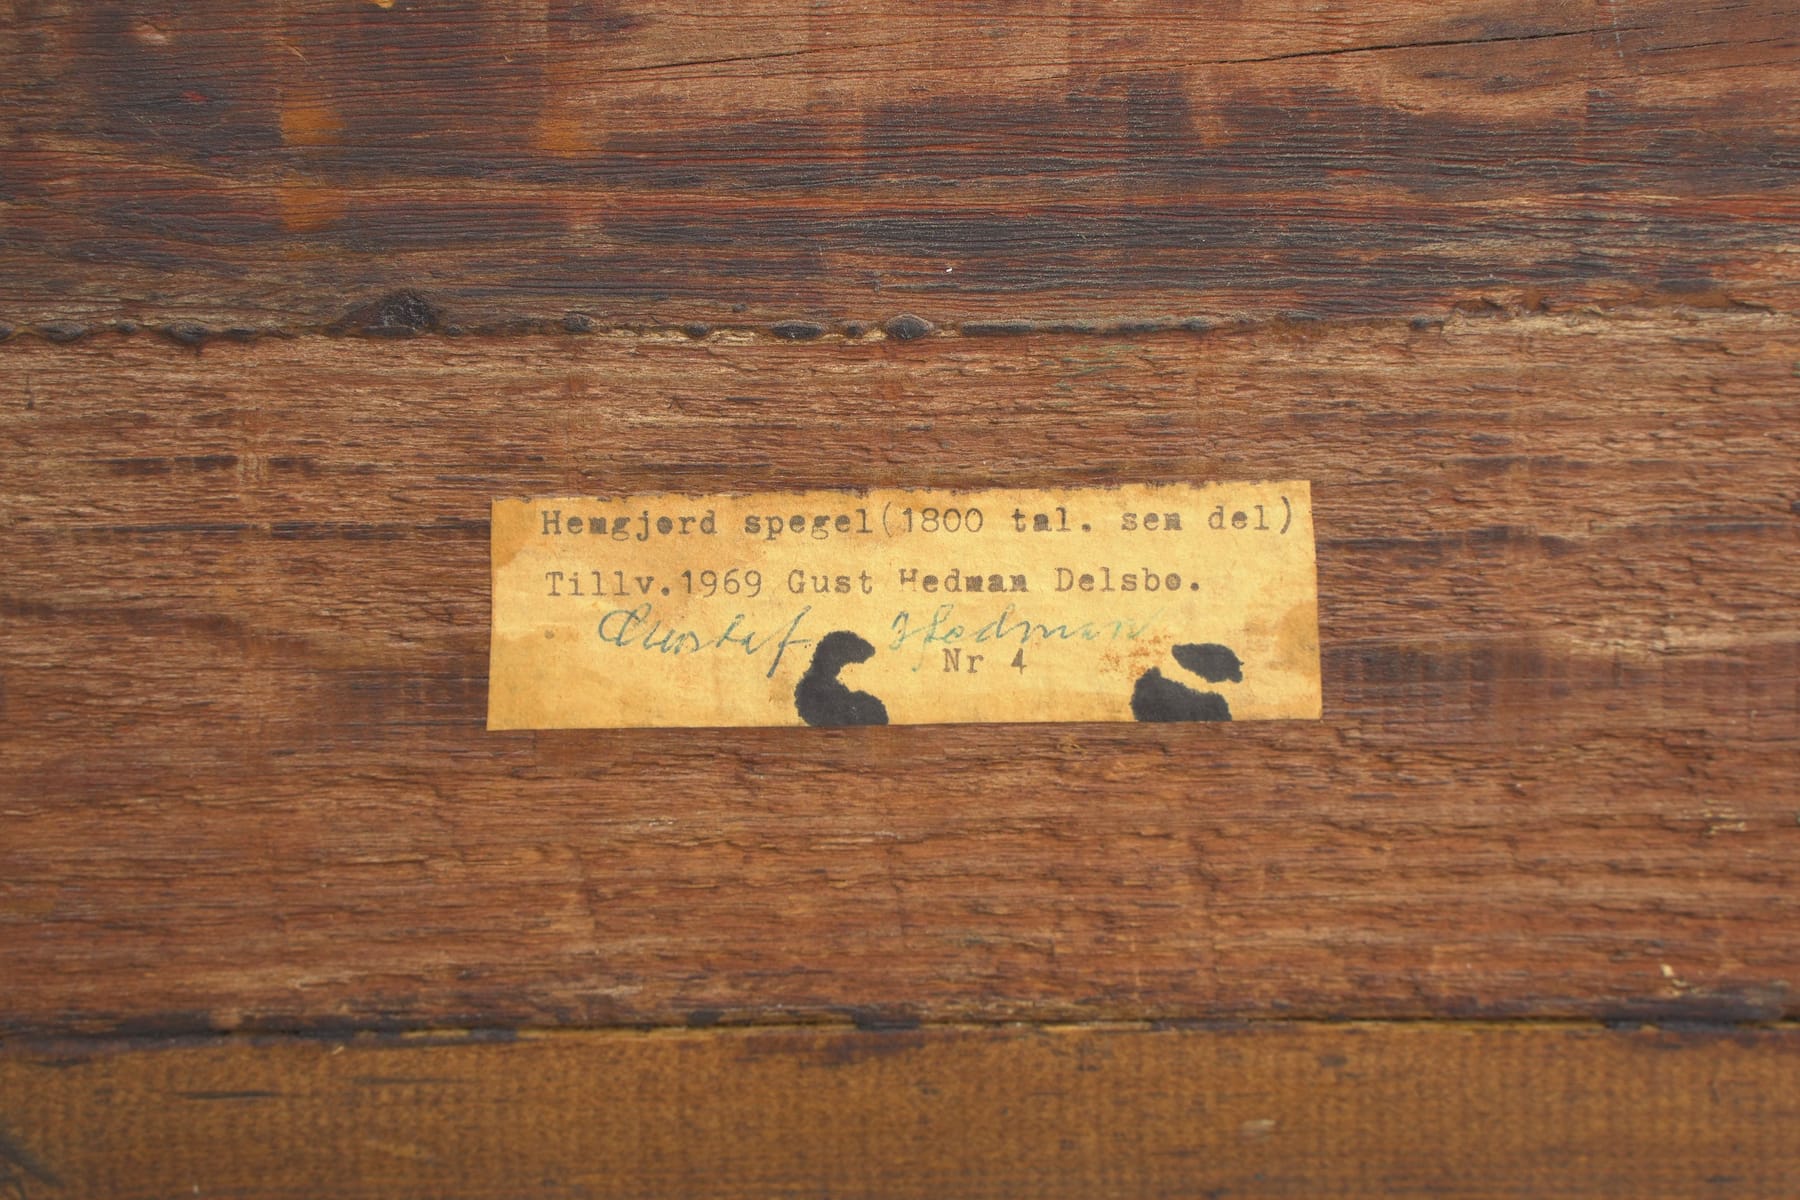 Hemgjord spegel(1800 tal. sen del)
Tillv.1969 Gust Hedman Delsbo.
Gustaf Hedman
Nr 4